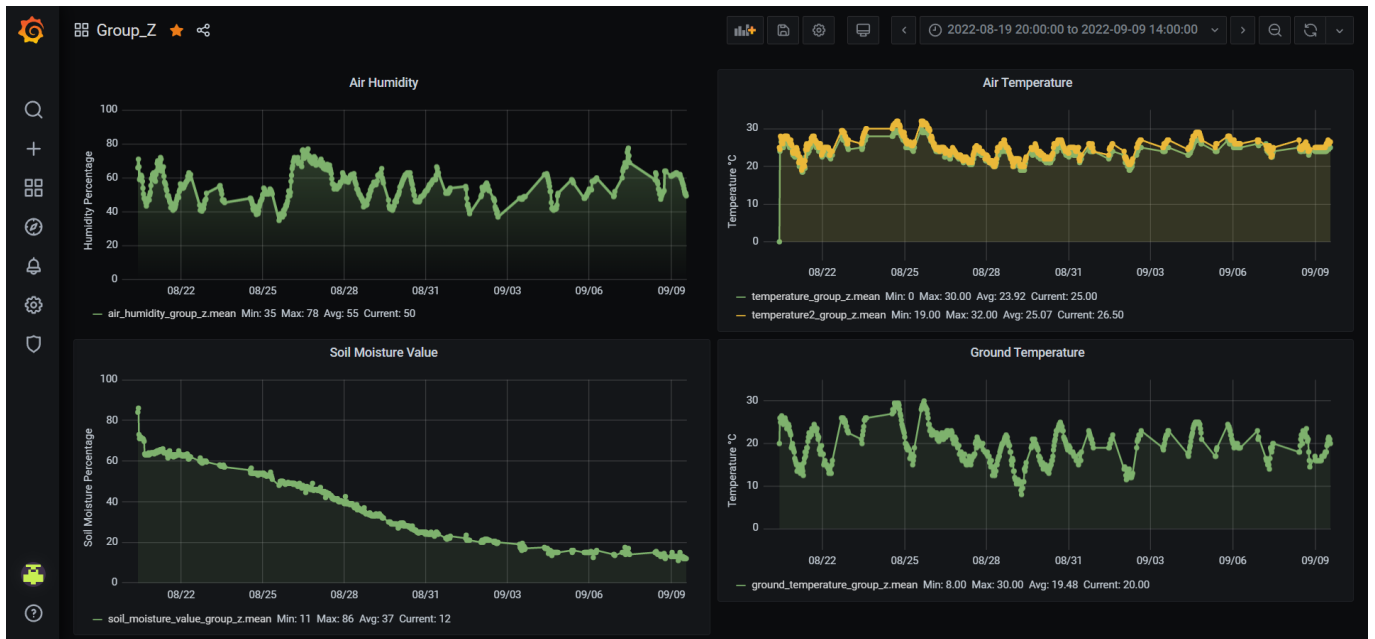 Group_Z
2022-08-19 20:00:00 to 2022-09-09 14:00:00
Air Humidity
Humidity Percentage
100
80
60
40
20
0
08/22 08/25 08/28 08/31 09/03 09/06 09/09
air_humidity_group_z.mean Min: 35 Max: 78 Avg: 55 Current: 50
Air Temperature
Temperature °C
30
20
10
0
08/22 08/25 08/28 08/31 09/03 09/06 09/09
temperature_group_z.mean Min: 0 Max: 30.00 Avg: 23.92 Current: 25.00
temperature2_group_z.mean Min: 19.00 Max: 32.00 Avg: 25.07 Current: 26.50
Soil Moisture Value
Soil Moisture Percentage
100
80
60
40
20
0
08/22 08/25 08/28 08/31 09/03 09/06 09/09
soil_moisture_value_group_z.mean Min: 11 Max: 86 Avg: 37 Current: 12
Ground Temperature
Temperature °C
30
20
10
0
08/22 08/25 08/28 08/31 09/03 09/06 09/09
ground_temperature_group_z.mean Min: 8.00 Max: 30.00 Avg: 19.48 Current: 20.00